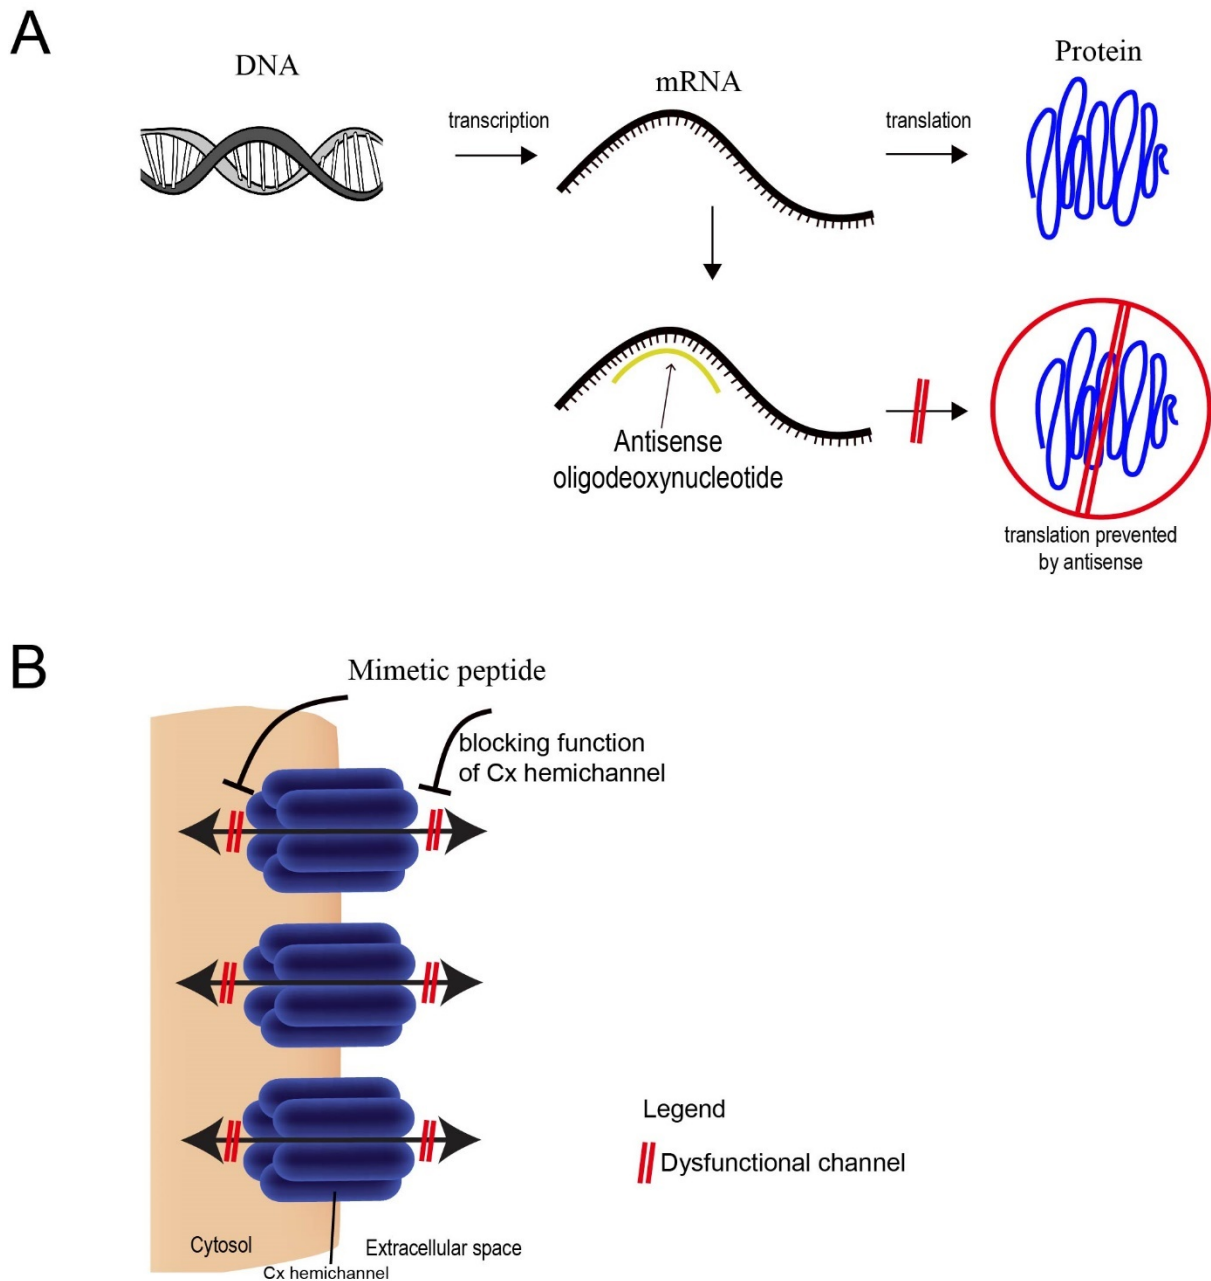 A
DNA
transcription
mRNA
translation
Protein
Antisense
oligodeoxynucleotide
translation prevented
by antisense
B
Mimetic peptide
blocking function
of Cx hemichannel
Legend
Dysfunctional channel
Cytosol
Extracellular space
Cx hemichannel